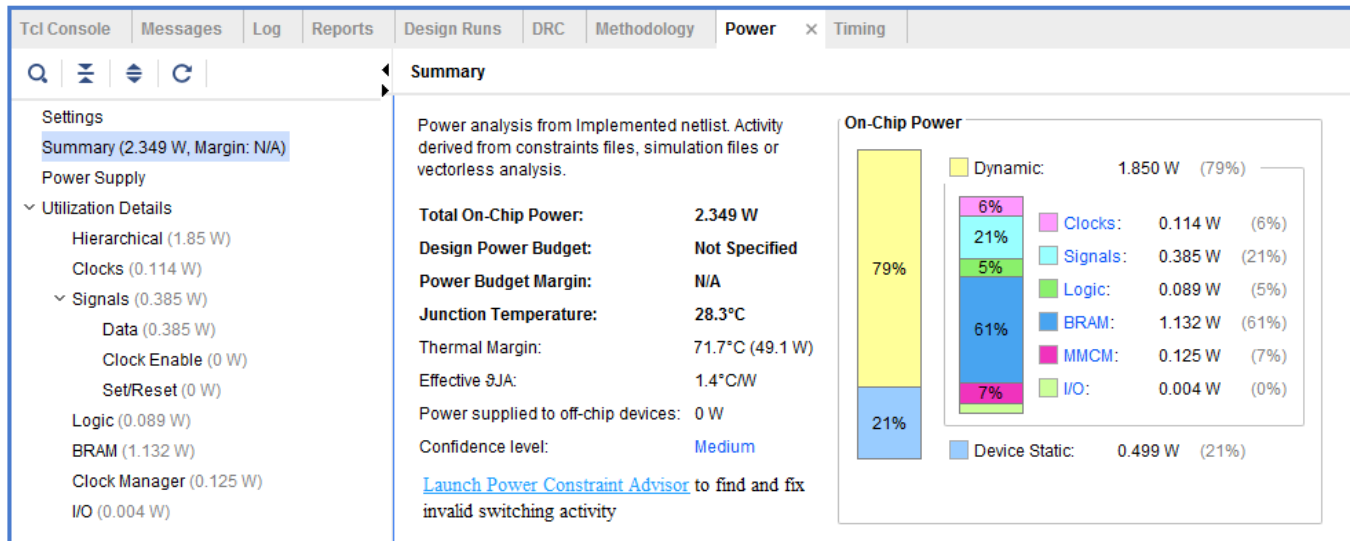 Tcl Console Messages Log Reports Design Runs DRC Methodology Power × Timing
Summary
Settings
Summary (2.349 W, Margin: N/A)
Power Supply
Utilization Details
Hierarchical (1.85 W)
Clocks (0.114 W)
Signals (0.385 W)
Data (0.385 W)
Clock Enable (0 W)
Set/Reset (0 W)
Logic (0.089 W)
BRAM (1.132 W)
Clock Manager (0.125 W)
I/O (0.004 W)
Power analysis from Implemented netlist. Activity
derived from constraints files, simulation files or
vectorless analysis.
Total On-Chip Power: 2.349 W
Design Power Budget: Not Specified
Power Budget Margin: N/A
Junction Temperature: 28.3°C
Thermal Margin: 71.7°C (49.1 W)
Effective ϑJA: 1.4°C/W
Power supplied to off-chip devices: 0 W
Confidence level: Medium
Launch Power Constraint Advisor to find and fix
invalid switching activity
On-Chip Power
79%
21%
Dynamic: 1.850 W (79%)
6%
21%
5%
61%
7%
Clocks: 0.114 W (6%)
Signals: 0.385 W (21%)
Logic: 0.089 W (5%)
BRAM: 1.132 W (61%)
MMCM: 0.125 W (7%)
I/O: 0.004 W (0%)
Device Static: 0.499 W (21%)